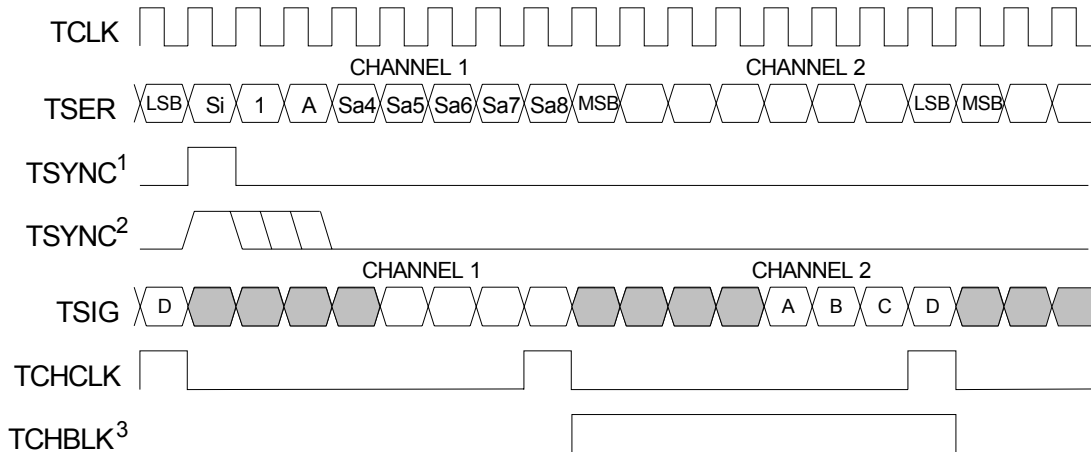 TCLK
CHANNEL 1 CHANNEL 2
TSER LSB Si 1 A Sa4 Sa5 Sa6 Sa7 Sa8 MSB LSB MSB
TSYNC1
TSYNC2
CHANNEL 1 CHANNEL 2
TSIG D A B C D
TCHCLK
TCHBLK3